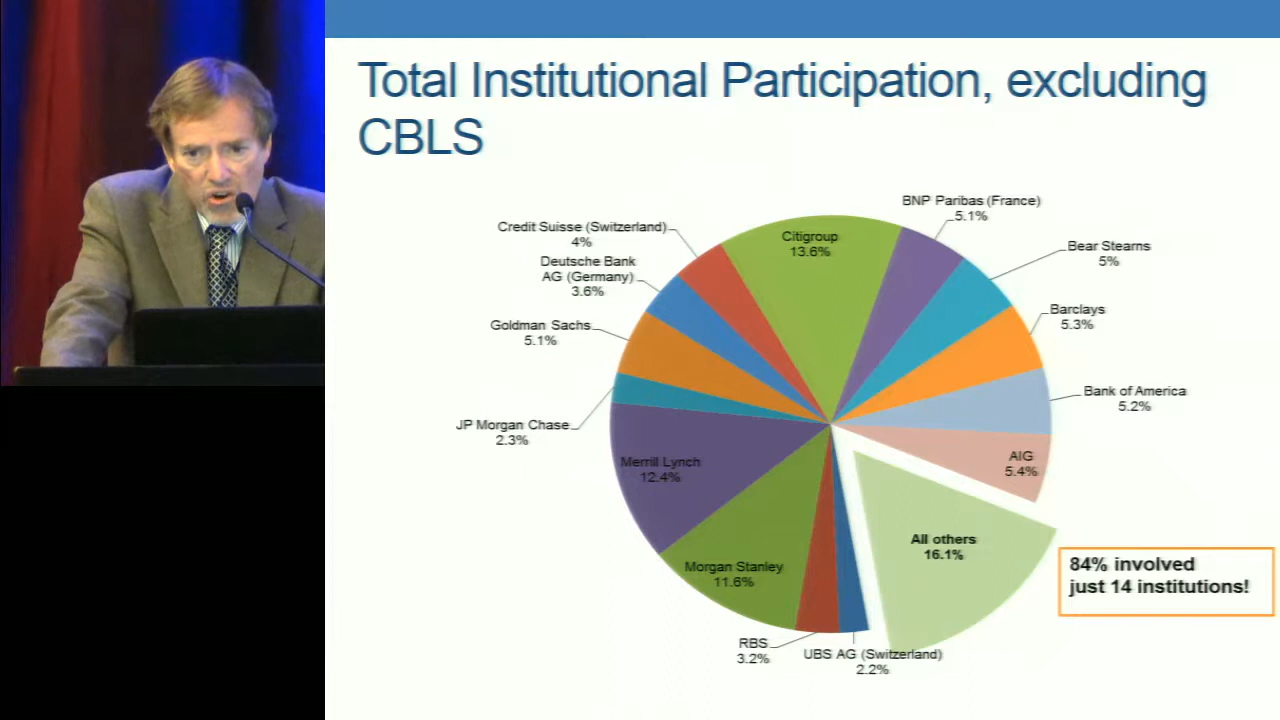 Total Institutional Participation, excluding
CBLS
BNP Paribas (France)
5.1%
Credit Suisse (Switzerland)
4%
Citigroup
13.6%
Bear Stearns
5%
Deutsche Bank
AG (Germany)
3.6%
Barclays
5.3%
Goldman Sachs
5.1%
Bank of America
5.2%
JP Morgan Chase
2.3%
AIG
5.4%
Merrill Lynch
12.4%
All others
16.1%
84% involved
just 14 institutions!
Morgan Stanley
11.6%
RBS
3.2%
UBS AG (Switzerland)
2.2%